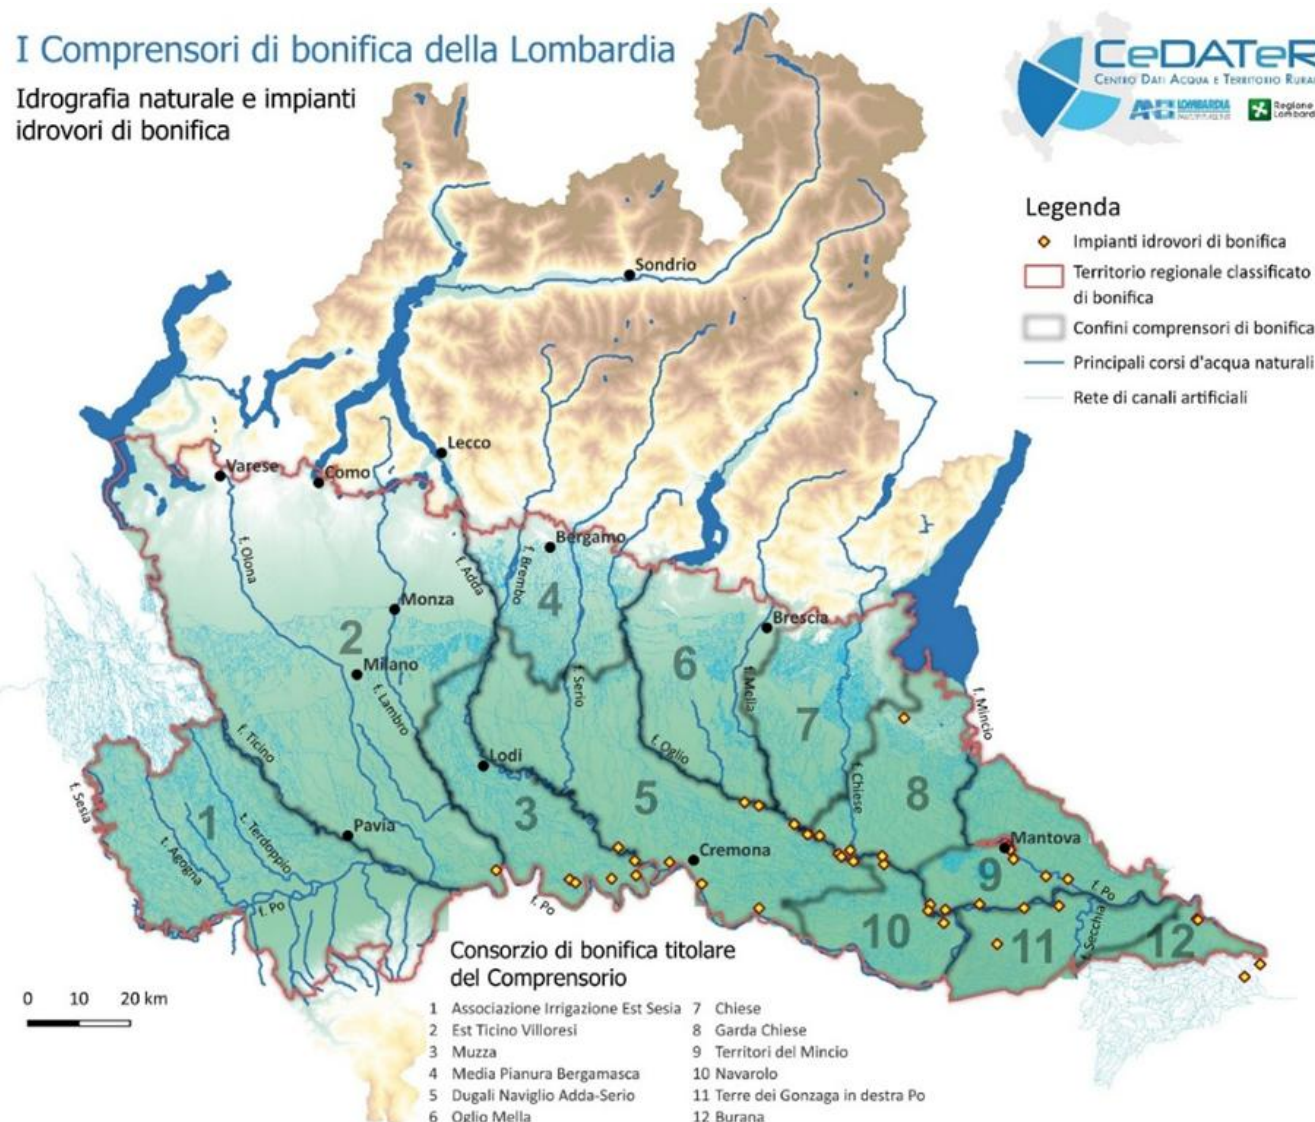 I Comprensori di bonifica della Lombardia
Idrografia naturale e impianti
idrovori di bonifica
CeDATeR
CENTRO DATI ACQUA E TERRITORIO RURA
ANBI LOMBARDIA
Regione
Lombard
Legenda
Impianti idrovori di bonifica
Territorio regionale classificato
di bonifica
Confini comprensori di bonifica
Principali corsi d'acqua naturali
Rete di canali artificiali
Sondrio
Lecco
Varese
Como
Bergamo
f. Olona
f. Adda
f. Brembo
4
Monza
Brescia
2
Milano
6
f. Serio
f. Mella
7
f. Lambro
f. Mincio
f. Ticino
Lodi
f. Oglio
f. Chiese
8
f. Sesia
1
t. Agogna
t. Terdoppio
Pavia
3
5
Cremona
Mantova
9
f. Po
f. Po
f. Po
10
11
f. Secchia
12
0 10 20 km
Consorzio di bonifica titolare
del Comprensorio
1 Associazione Irrigazione Est Sesia 7 Chiese
2 Est Ticino Villoresi 8 Garda Chiese
3 Muzza 9 Territori del Mincio
4 Media Pianura Bergamasca 10 Navarolo
5 Dugali Naviglio Adda-Serio 11 Terre dei Gonzaga in destra Po
6 Oglio Mella 12 Burana